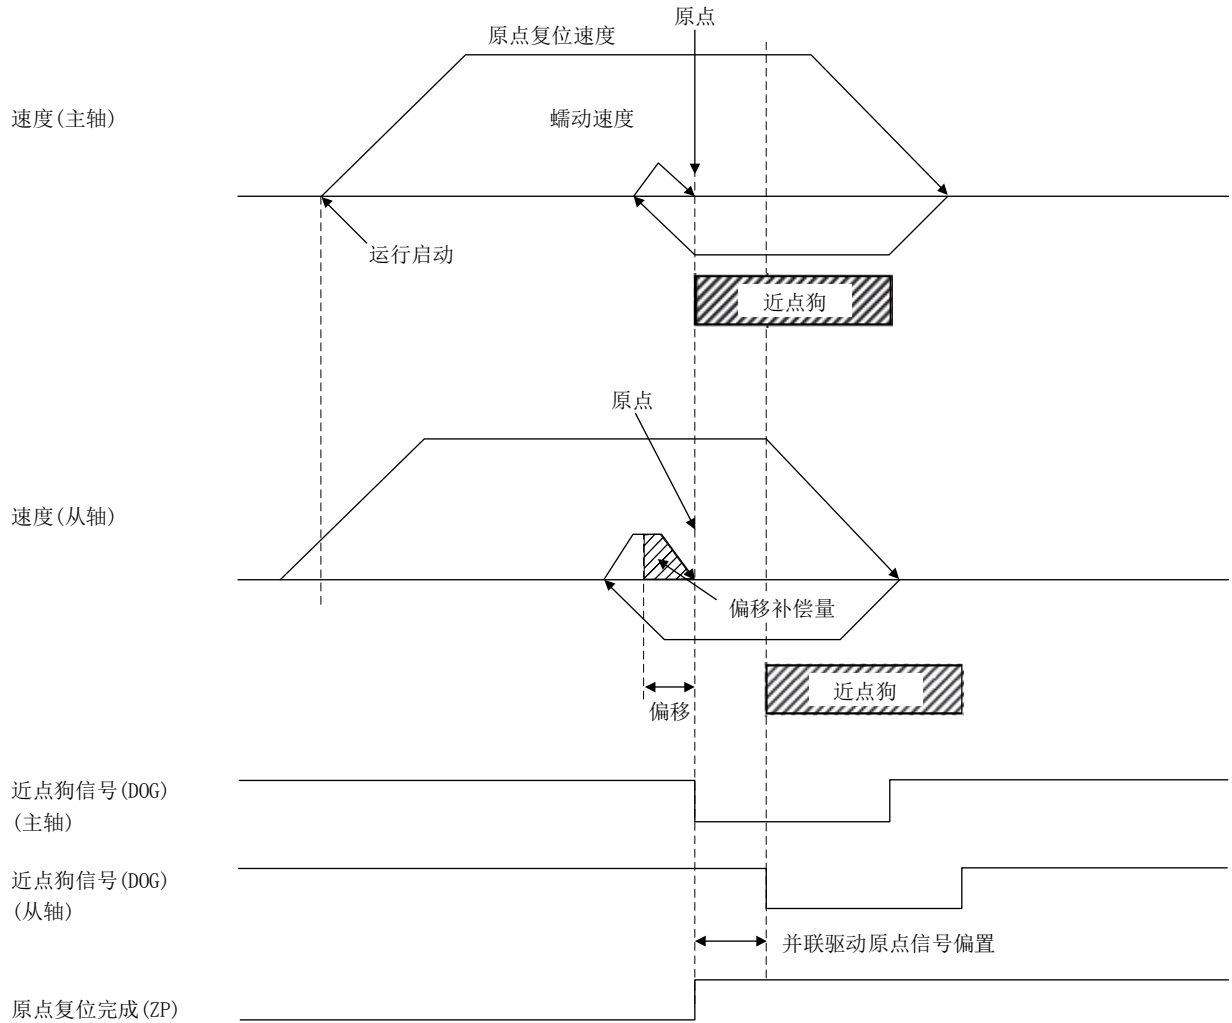 原点
原点复位速度
速度(主轴)
蠕动速度
运行启动
近点狗
原点
速度(从轴)
偏移补偿量
近点狗
偏移
近点狗信号(DOG)
(主轴)
近点狗信号(DOG)
(从轴)
并联驱动原点信号偏置
原点复位完成(ZP)